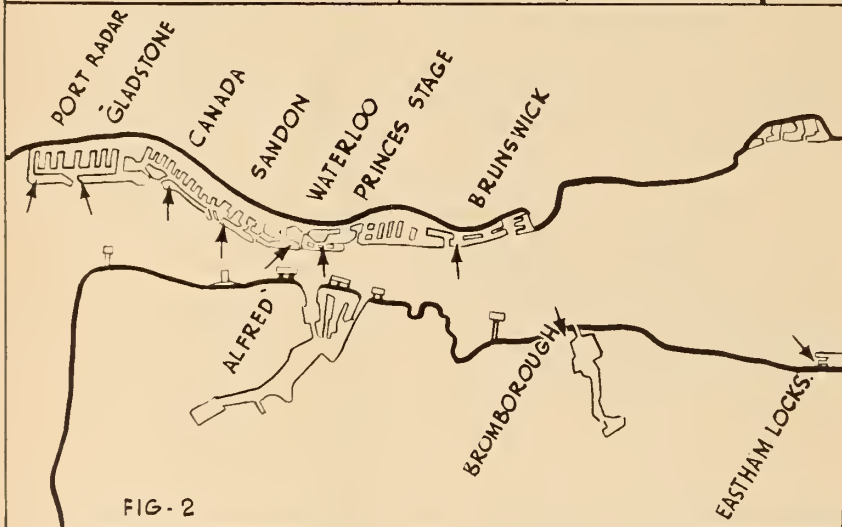 PORT RADAR
GLADSTONE
CANADA
SANDON
WATERLOO
PRINCES STAGE
BRUNSWICK
ALFRED
BROMBOROUGH
EASTHAM LOCKS.
FIG-2